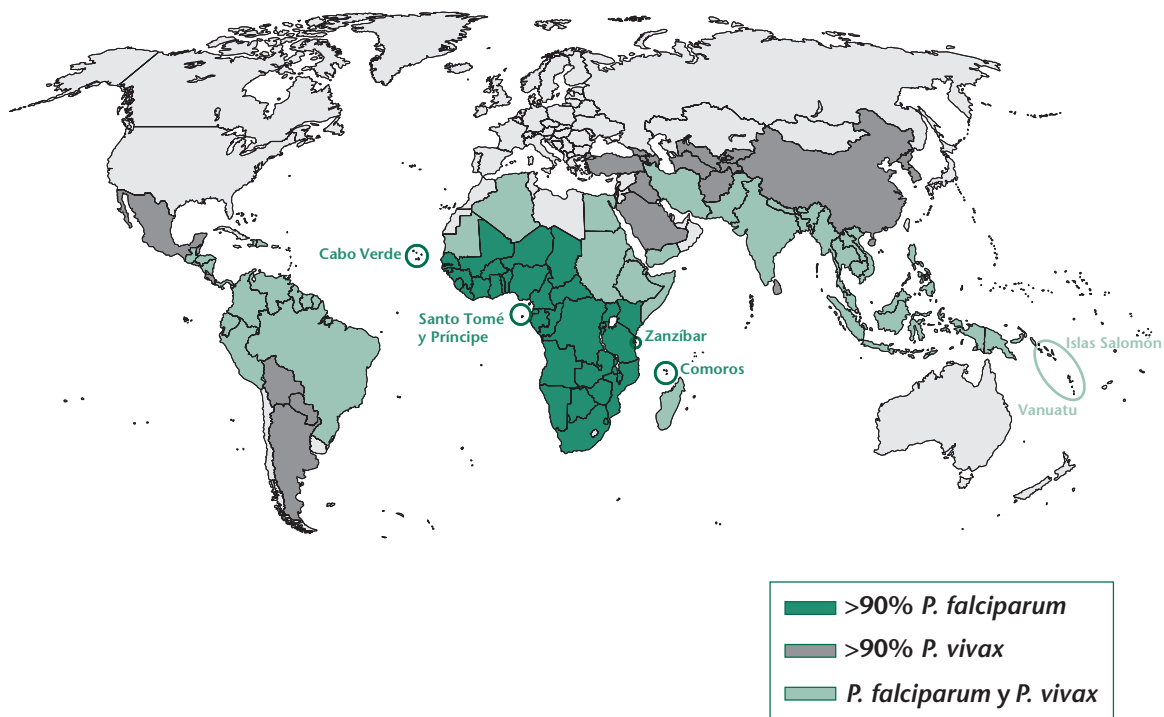 Cabo Verde
Santo Tomé
y Príncipe
Zanzíbar
Comoros
Islas Salomón
Vanuatu
>90% P. falciparum
>90% P. vivax
P. falciparum y P. vivax